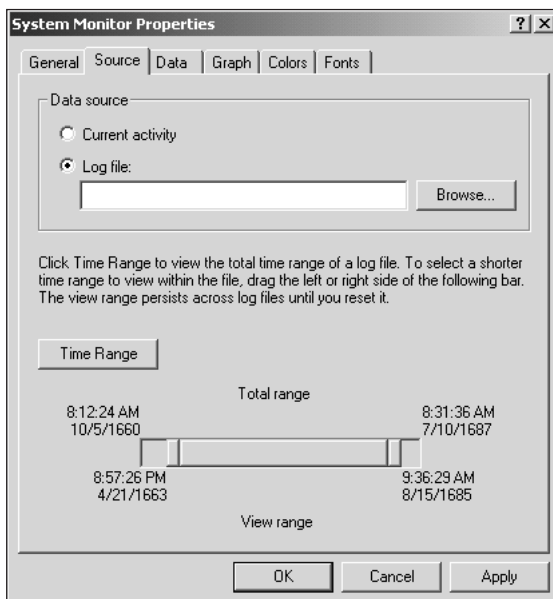 System Monitor Properties
General Source Data Graph Colors Fonts
Data source
Current activity
Log file:
Browse...
Click Time Range to view the total time range of a log file. To select a shorter
time range to view within the file, drag the left or right side of the following bar.
The view range persists across log files until you reset it.
Time Range
Total range
8:12:24 AM 8:31:36 AM
10/5/1660 7/10/1687
8:57:26 PM 9:36:29 AM
4/21/1663 8/15/1685
View range
OK Cancel Apply